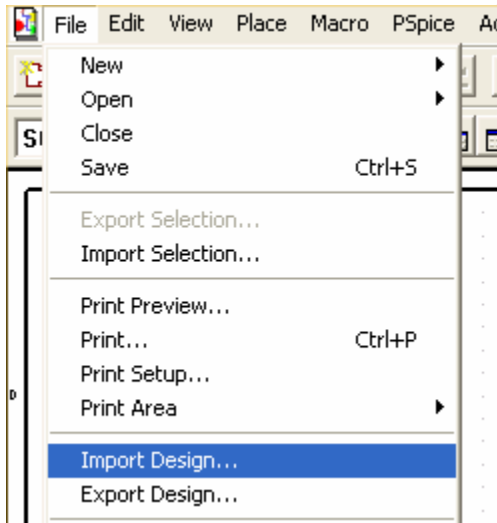 File Edit View Place Macro PSpice
New
Open
Close
Save Ctrl+S
Export Selection...
Import Selection...
Print Preview...
Print... Ctrl+P
Print Setup...
Print Area
D
Import Design...
Export Design...